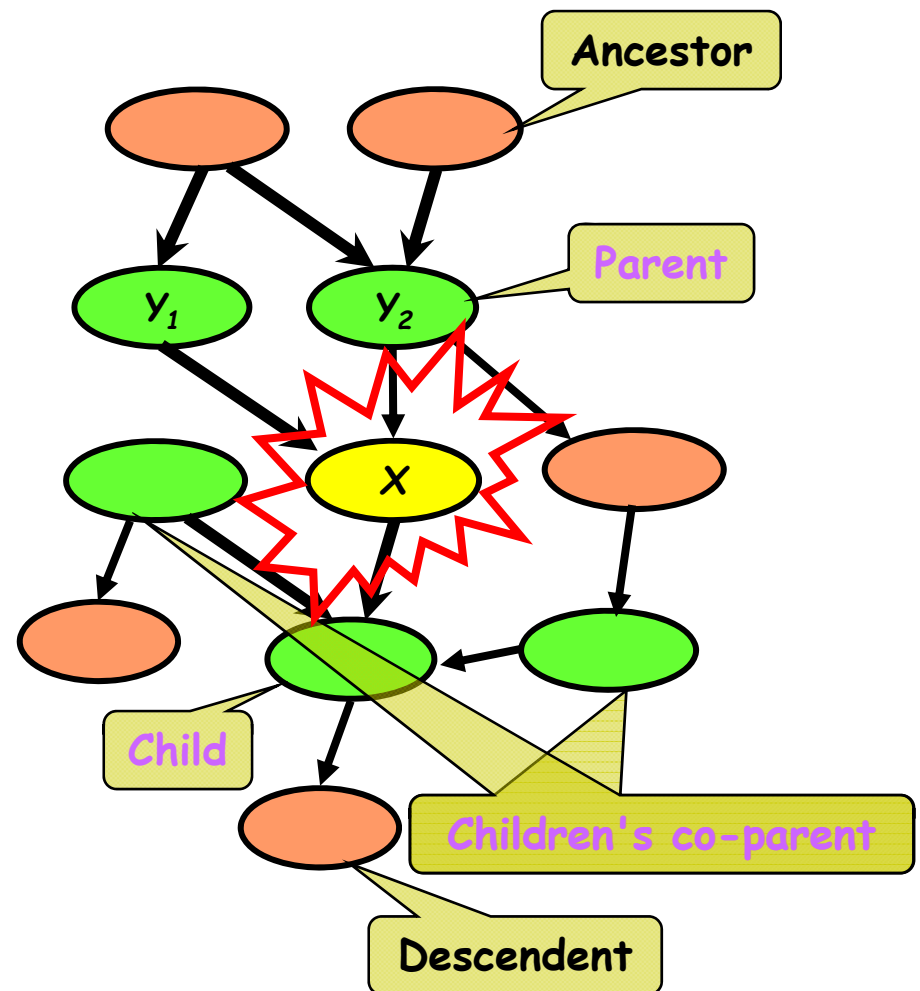 Ancestor
Parent
Y1 Y2
X
Child
Children's co-parent
Descendent